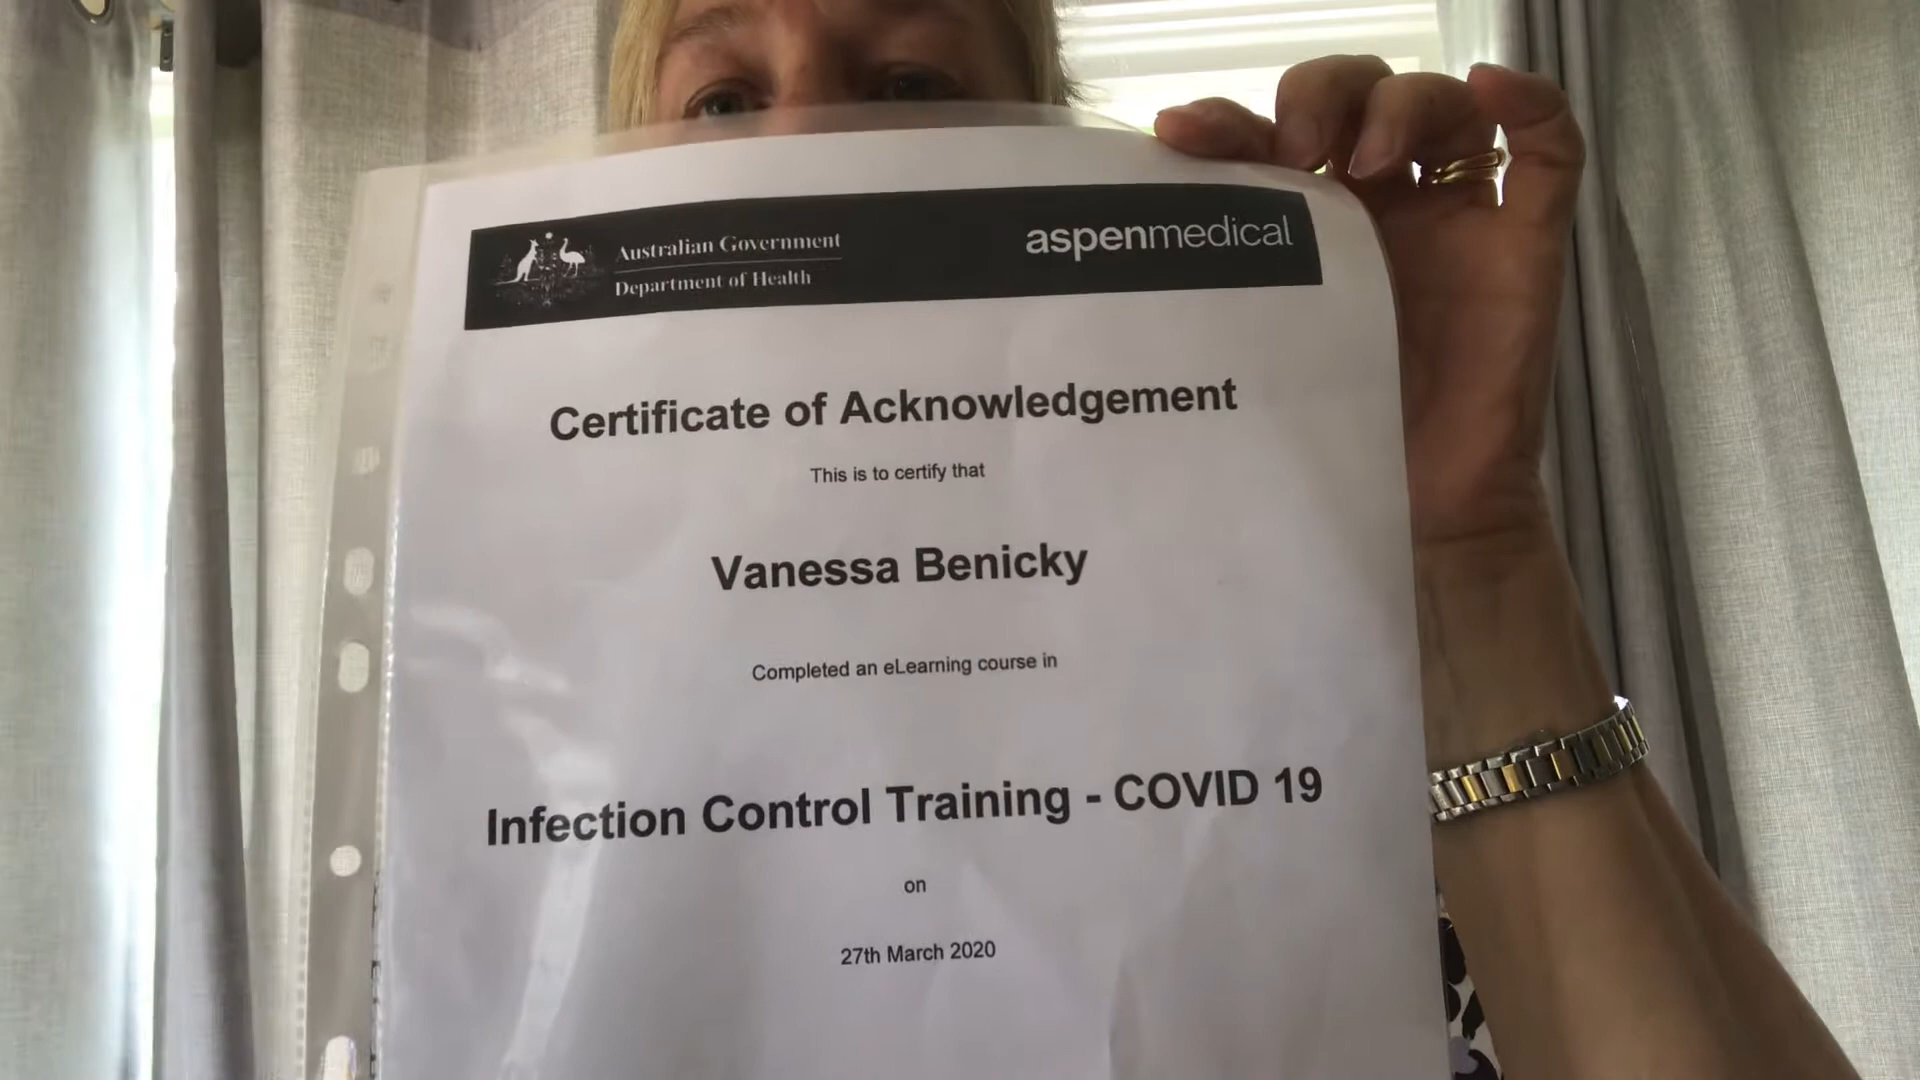 Australian Government
Department of Health
aspenmedical
Certificate of Acknowledgement
This is to certify that
Vanessa Benicky
Completed an eLearning course in
Infection Control Training - COVID 19
on
27th March 2020